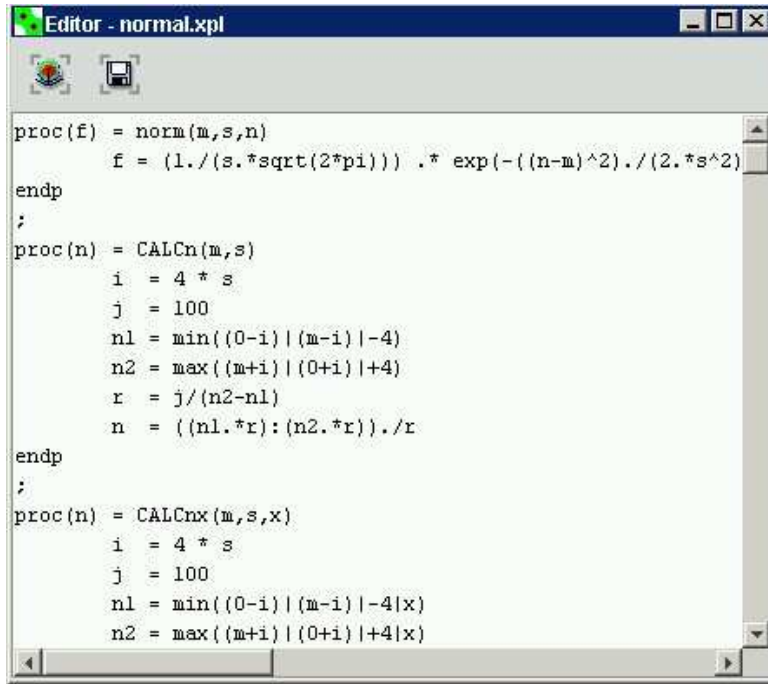 Editor - normal.xpl
proc(f) = norm(m,s,n)
f = (1./(s.*sqrt(2*pi))) .* exp(-((n-m)^2)./(2.*s^2)
endp
;
proc(n) = CALCn(m,s)
i = 4 * s
j = 100
n1 = min((0-i)|(m-i)|-4)
n2 = max((m+i)|(0+i)|+4)
r = j/(n2-n1)
n = ((n1.*r):(n2.*r))./r
endp
;
proc(n) = CALCnx(m,s,x)
i = 4 * s
j = 100
n1 = min((0-i)|(m-i)|-4|x)
n2 = max((m+i)|(0+i)|+4|x)